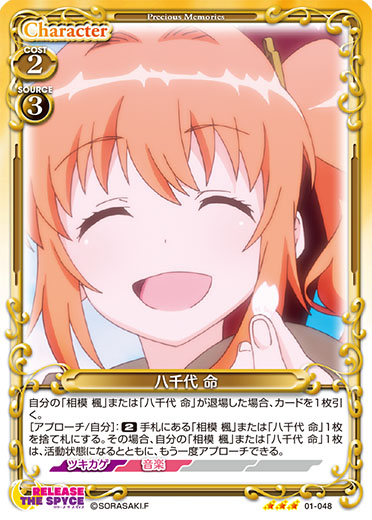 Precious Memories
Character
COST
2
SOURCE
3
八千代 命
自分の「相模 楓」または「八千代 命」が退場した場合、カードを1枚引
く。
[アプローチ/自分]:2 手札にある「相模 楓」または「八千代 命」1枚
を捨て札にする。その場合、自分の「相模 楓」または「八千代 命」1枚
は、活動状態になるとともに、もう一度アプローチできる。
ツキカゲ 音楽
RELEASE
THE SPYCE
©SORASAKI.F
★★★ 01-048